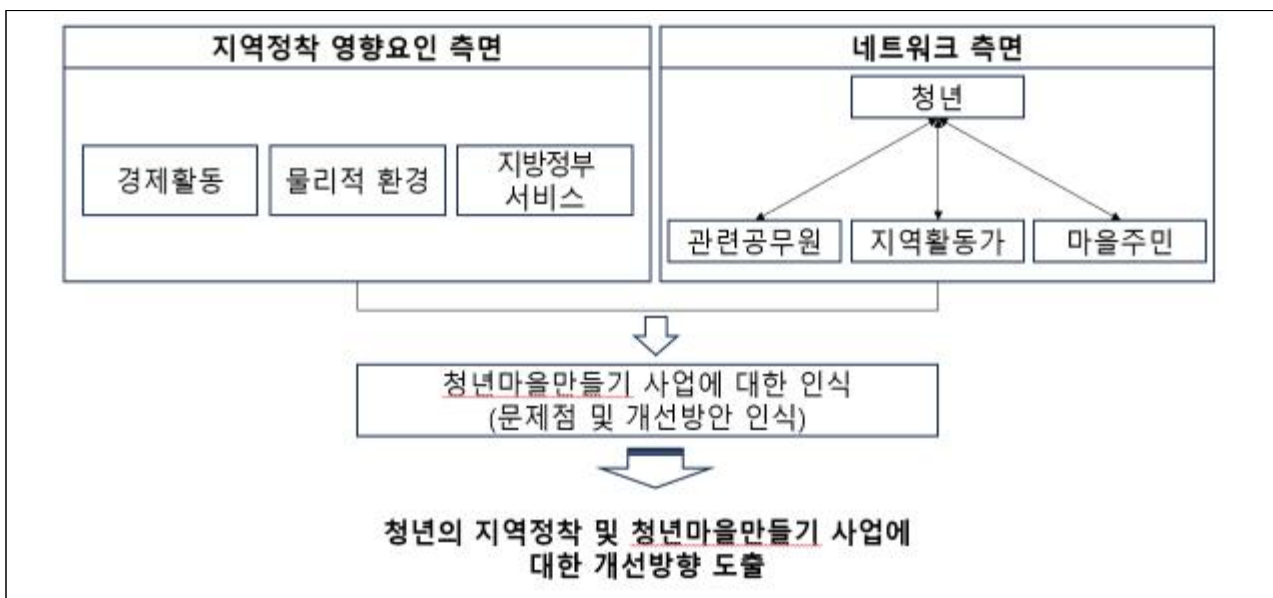 지역정착 영향요인 측면
경제활동
물리적 환경
지방정부
서비스
네트워크 측면
청년
관련공무원
지역활동가
마을주민
청년마을만들기 사업에 대한 인식
(문제점 및 개선방안 인식)
청년의 지역정착 및 청년마을만들기 사업에
대한 개선방향 도출